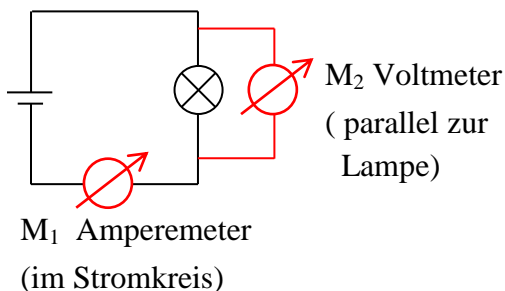 M₂ Voltmeter
( parallel zur
Lampe)
M₁ Amperemeter
(im Stromkreis)